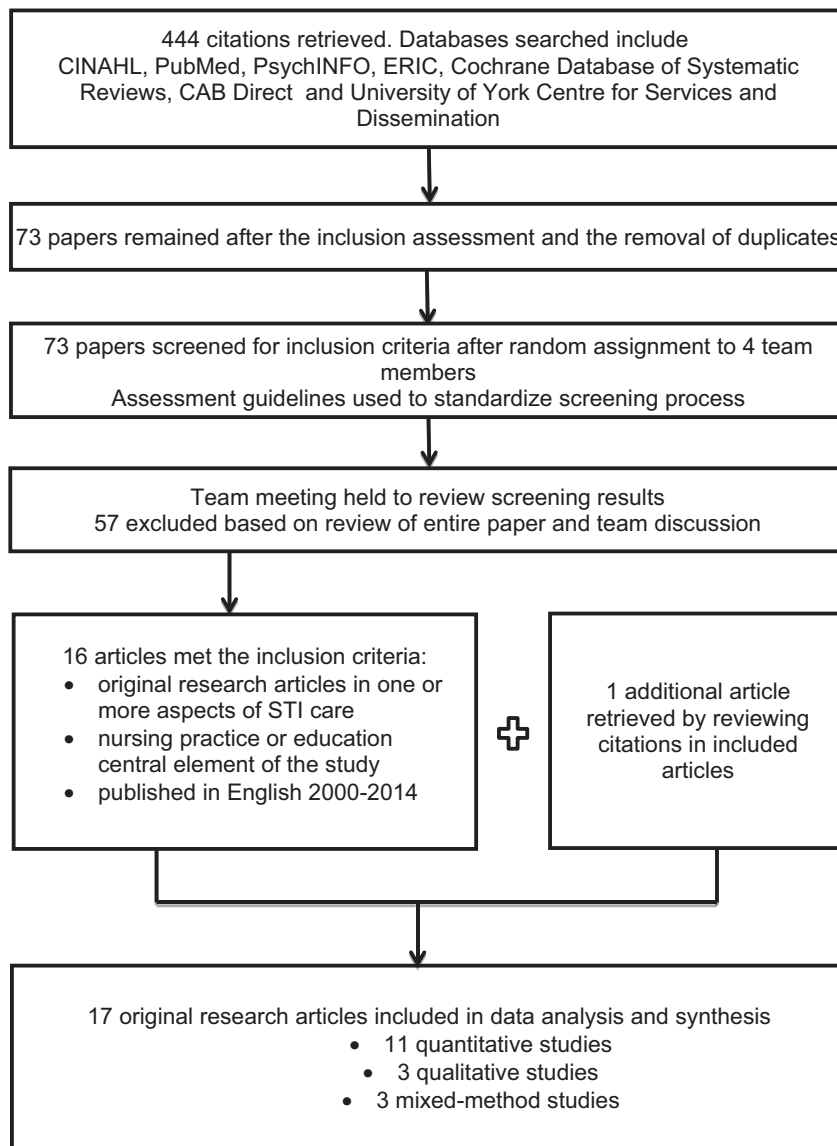 444 citations retrieved. Databases searched include
CINAHL, PubMed, PsychINFO, ERIC, Cochrane Database of Systematic
Reviews, CAB Direct  and University of York Centre for Services and
Dissemination
73 papers remained after the inclusion assessment and the removal of duplicates
73 papers screened for inclusion criteria after random assignment to 4 team
members
Assessment guidelines used to standardize screening process
Team meeting held to review screening results
57 excluded based on review of entire paper and team discussion
16 articles met the inclusion criteria:
• original research articles in one or
more aspects of STI care
• nursing practice or education
central element of the study
• published in English 2000-2014
1 additional article
retrieved by reviewing
citations in included
articles
17 original research articles included in data analysis and synthesis
• 11 quantitative studies
• 3 qualitative studies
• 3 mixed-method studies